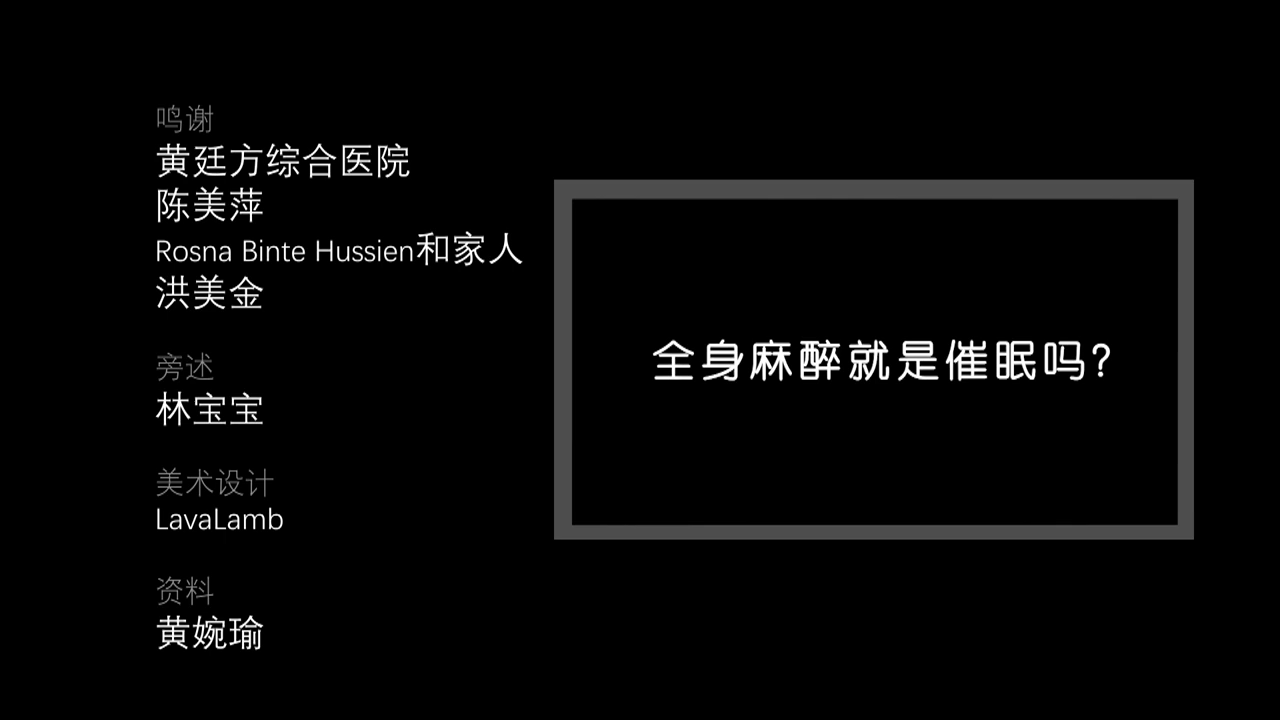 鸣谢
黄廷方综合医院
陈美萍
Rosna Binte Hussien和家人
洪美金
旁述
林宝宝
美术设计
LavaLamb
资料
黄婉瑜
全身麻醉就是催眠吗?